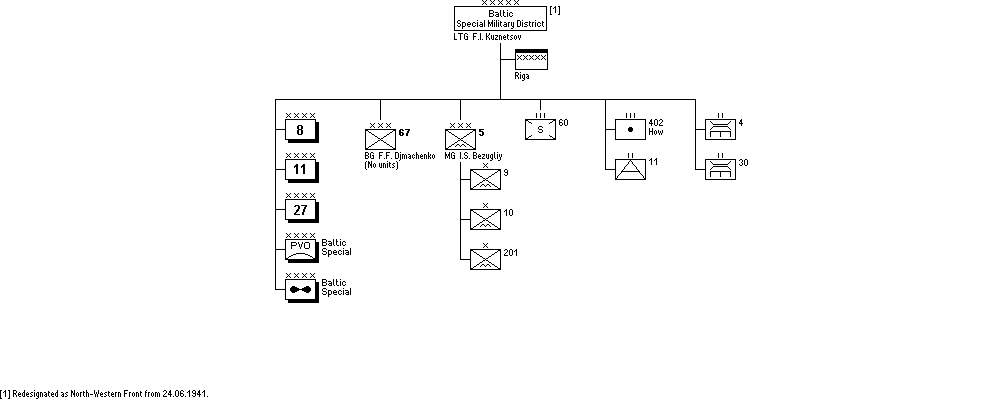 XXXXX
Baltic
Special Military District
[1]
LTG F.I. Kuznetsov
XXXXX
Riga
XXXX
8
XXX
67
BG F.F. Djmachenko
(No units)
XXX
5
MG I.S. Bezugliy
III
S
60
III
402
How
II
4
XXXX
11
X
9
II
11
II
30
XXXX
27
X
10
XXXX
PVO
Baltic
Special
X
201
XXXX
Baltic
Special
[1] Redesignated as North-Western Front from 24.06.1941.